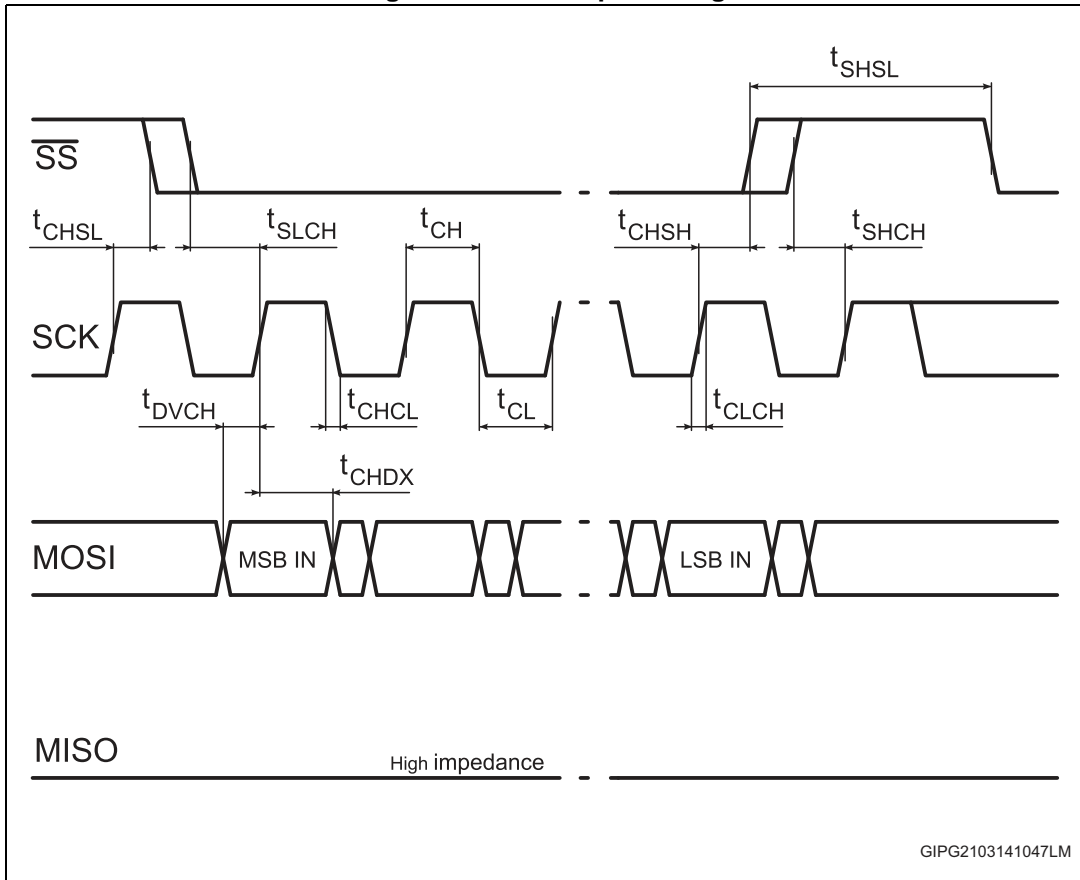 tSHSL
SS
tCHSL
tSLCH
tCH
tCHSH
tSHCH
SCK
tDVCH
tCHCL
tCL
tCLCH
tCHDX
MOSI
MSB IN
LSB IN
MISO
High impedance
GIPG2103141047LM